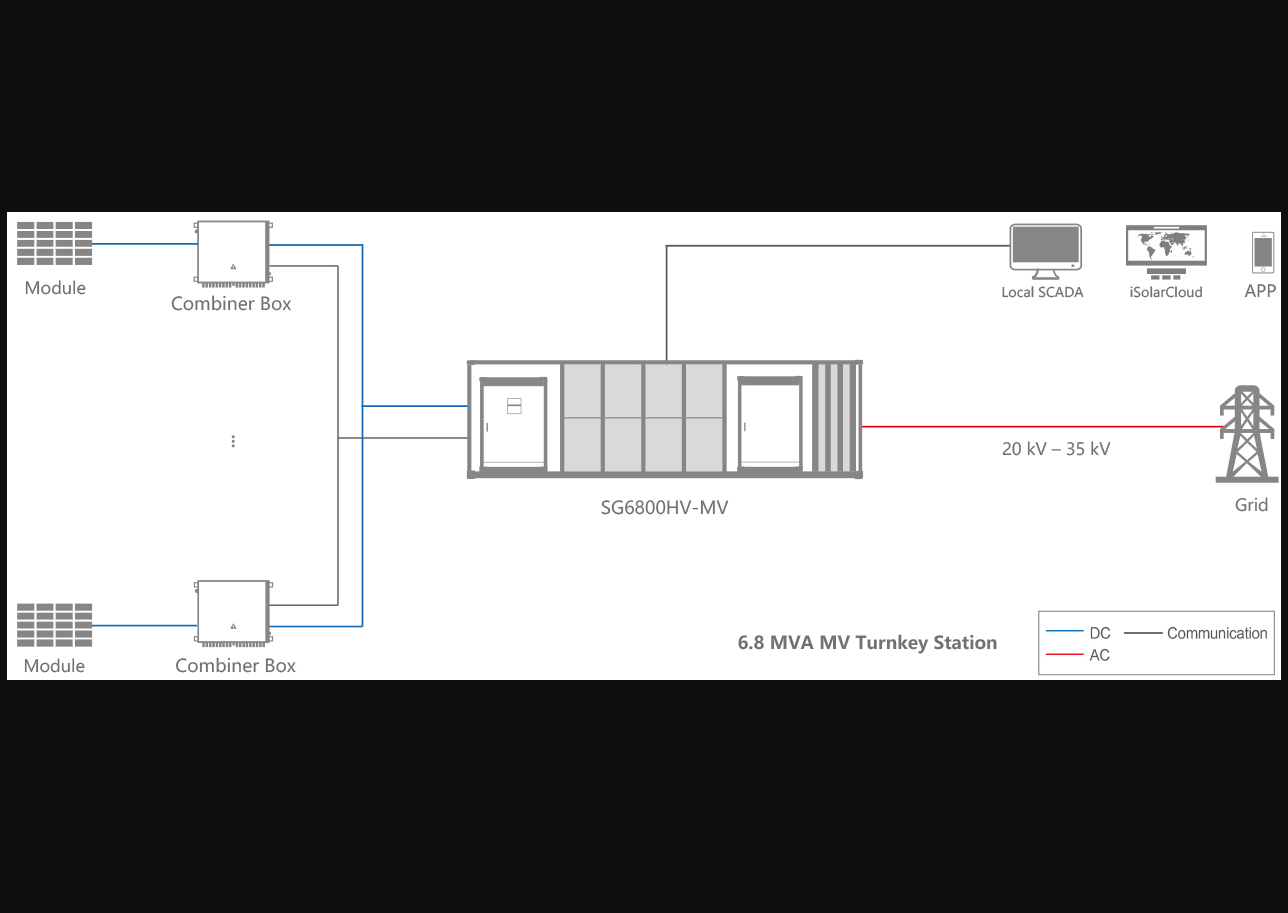 Module
Combiner Box
Local SCADA
iSolarCloud
APP
20 kV – 35 kV
SG6800HV-MV
Grid
Module
Combiner Box
6.8 MVA MV Turnkey Station
DC
Communication
AC